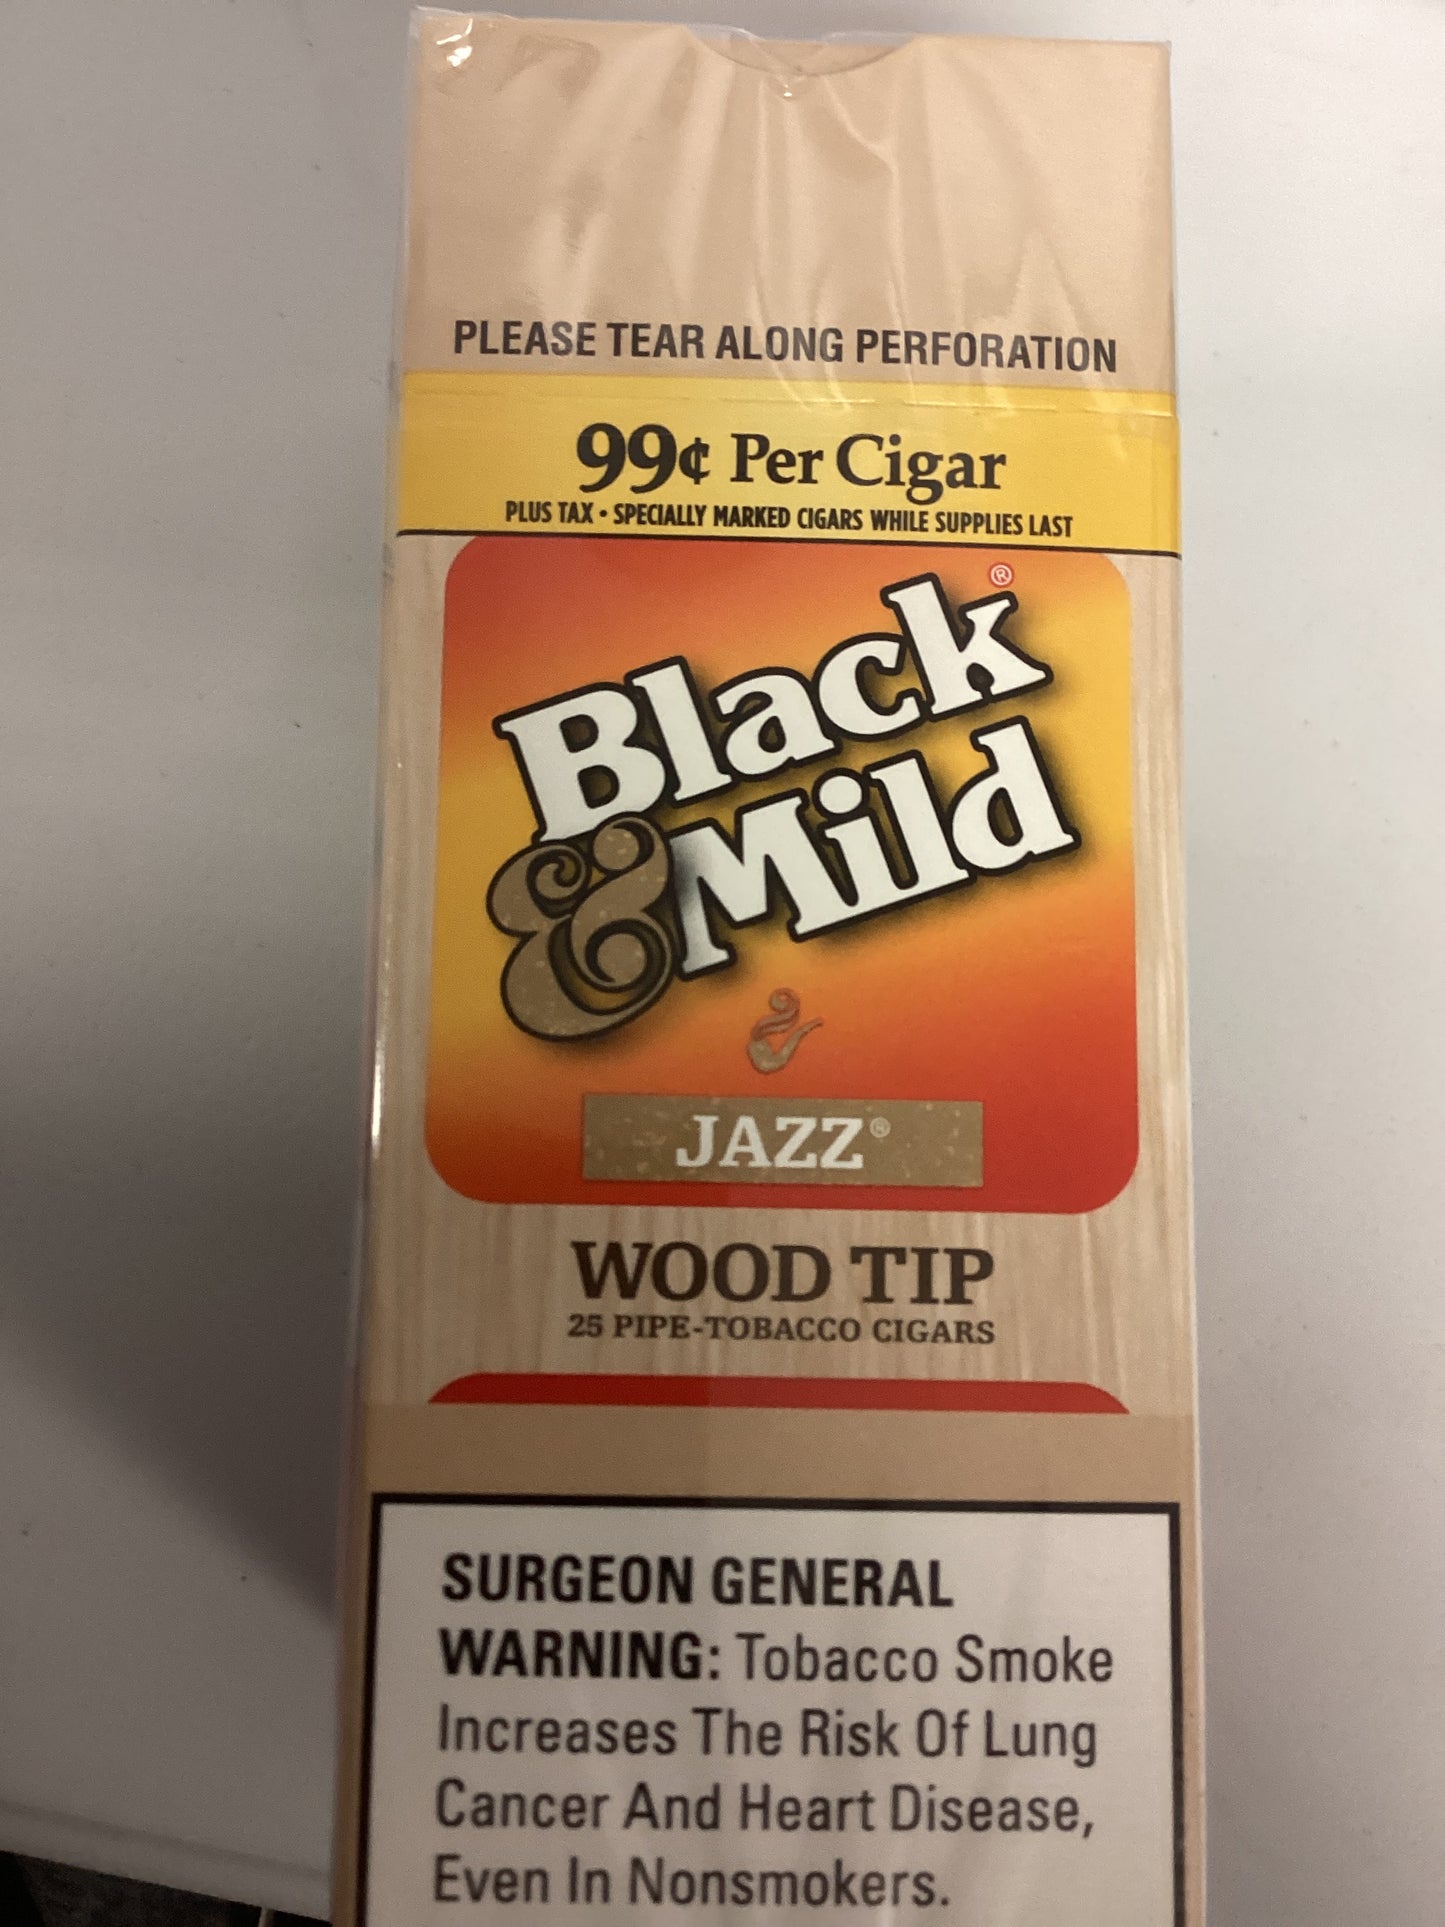 PLEASE TEAR ALONG PERFORATION
99¢ Per Cigar
PLUS TAX • SPECIALLY MARKED CIGARS WHILE SUPPLIES LAST
Black®
& Mild
JAZZ®
WOOD TIP
25 PIPE-TOBACCO CIGARS
SURGEON GENERAL
WARNING: Tobacco Smoke
Increases The Risk Of Lung
Cancer And Heart Disease,
Even In Nonsmokers.